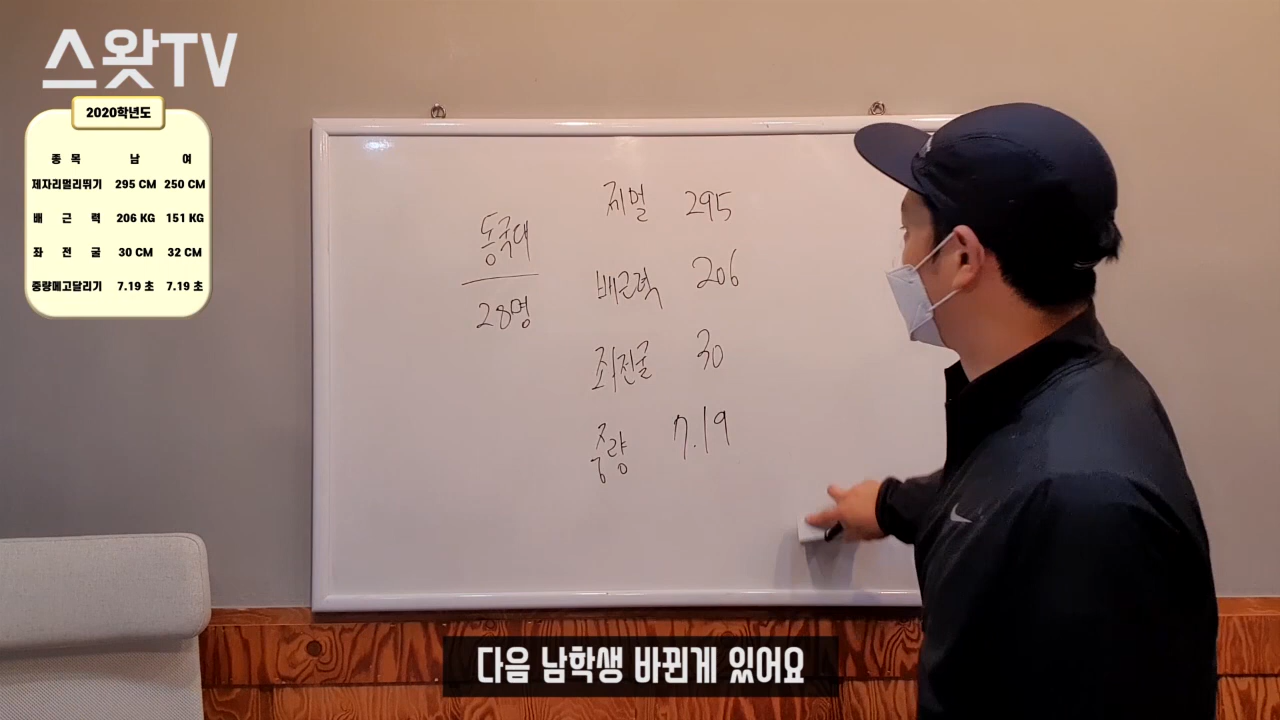 스왓TV
2020학년도
종 목 남 여
제자리멀리뛰기 295 CM 250 CM
배 근 력 206 KG 151 KG
좌 전 굴 30 CM 32 CM
중량메고달리기 7.19 초 7.19 초
동국대
28명
제멀 295
배근력 206
좌전굴 30
중량 7.19
다음 남학생 바뀐게 있어요